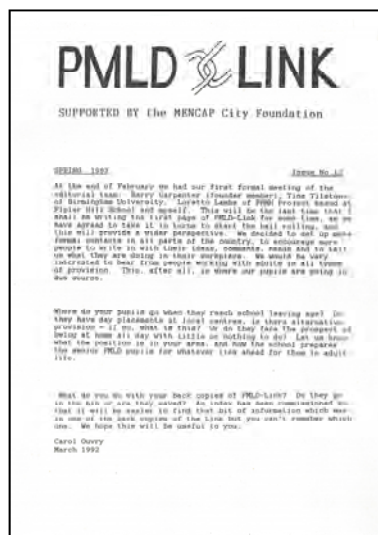 PMLD LINK
SUPPORTED BY the MENCAP City Foundation
SPRING 1992 Issue No 12
At the end of February we had our first formal meeting of the
editorial team: Barry Carpenter (founder member), Tina Tilstone
of Birmingham University, Loretto Lambe of PMH Project based at
Piper Hill School and myself. This will be the last time that I
shall be writing the first page of PMLD-Link for some time, as we
have agreed to take it in turns to start the ball rolling, and
this will provide a wider perspective. We decided to set up more
formal contacts in all parts of the country, to encourage more
people to write in with their ideas, comments, needs and to tell
us what they are doing in their workplace. We would be very
interested to hear from people working with adults in all types
of provision. This, after all, is where our pupils are going in
due course.
Where do your pupils go when they reach school leaving age? Do
they have day placements at local centres, is there alternative
provision - if so, what is this? Or do they face the prospect of
being at home all day with little or nothing to do? Let us know
what the position is in your area, and how the school prepares
the senior PMLD pupils for whatever lies ahead for them in adult
life.
What do you do with your back copies of PMLD-Link? Do they go
in the bin or are they saved? An index has been commissioned so
that it will be easier to find that bit of information which was
in one of the back copies of the Link but you can't remember which
one. We hope this will be useful to you.
Carol Ouvry
March 1992